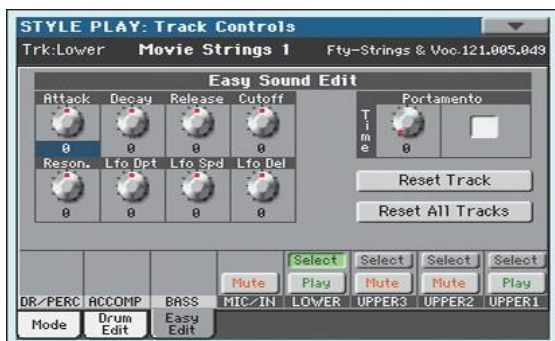 STYLE PLAY: Track Controls
Trk:Lower Movie Strings 1 Fty-Strings & Voc.121.005.049
Easy Sound Edit
Attack Decay Release Cutoff
0 0 0 0
Reson. Lfo Dpt Lfo Spd Lfo Del
0 0 0 0
Portamento
Time
0
Reset Track
Reset All Tracks
Select Select Select Select
Mute Play Mute Mute Play
DR/PERC ACCOMP BASS MIC/IN LOWER UPPER3 UPPER2 UPPER1
Mode Drum Edit Easy Edit